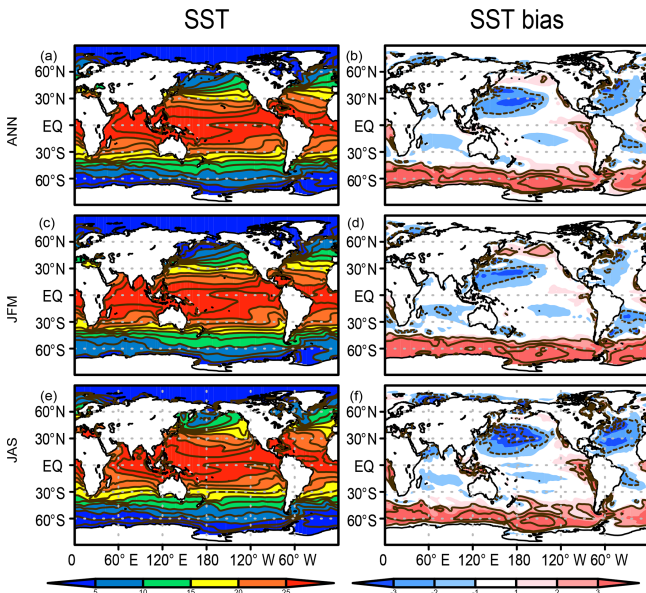 SST SST bias
(a) (b)
60°N 60°N
30°N 30°N
EQ EQ
30°S 30°S
60°S 60°S
ANN
(c) (d)
60°N 60°N
30°N 30°N
EQ EQ
30°S 30°S
60°S 60°S
JFM
(e) (f)
60°N 60°N
30°N 30°N
EQ EQ
30°S 30°S
60°S 60°S
JAS
0 60° E 120° 180 120° W 60° W 0 60° E 120° 180 120° W 60° W
5 10 15 20 25 -3 -2 -1 1 2 3